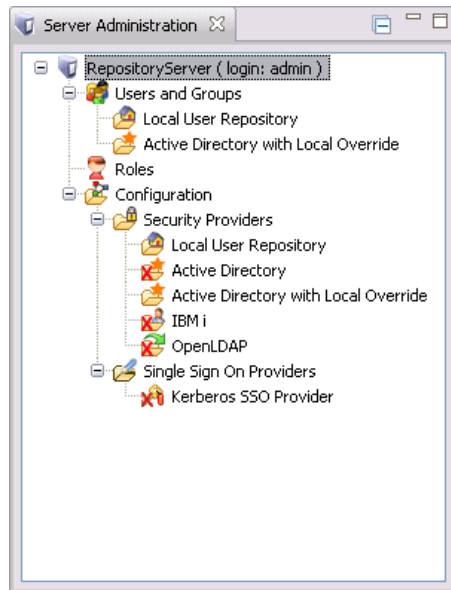 Server Administration
RepositoryServer ( login: admin )
Users and Groups
Local User Repository
Active Directory with Local Override
Roles
Configuration
Security Providers
Local User Repository
Active Directory
Active Directory with Local Override
IBM i
OpenLDAP
Single Sign On Providers
Kerberos SSO Provider